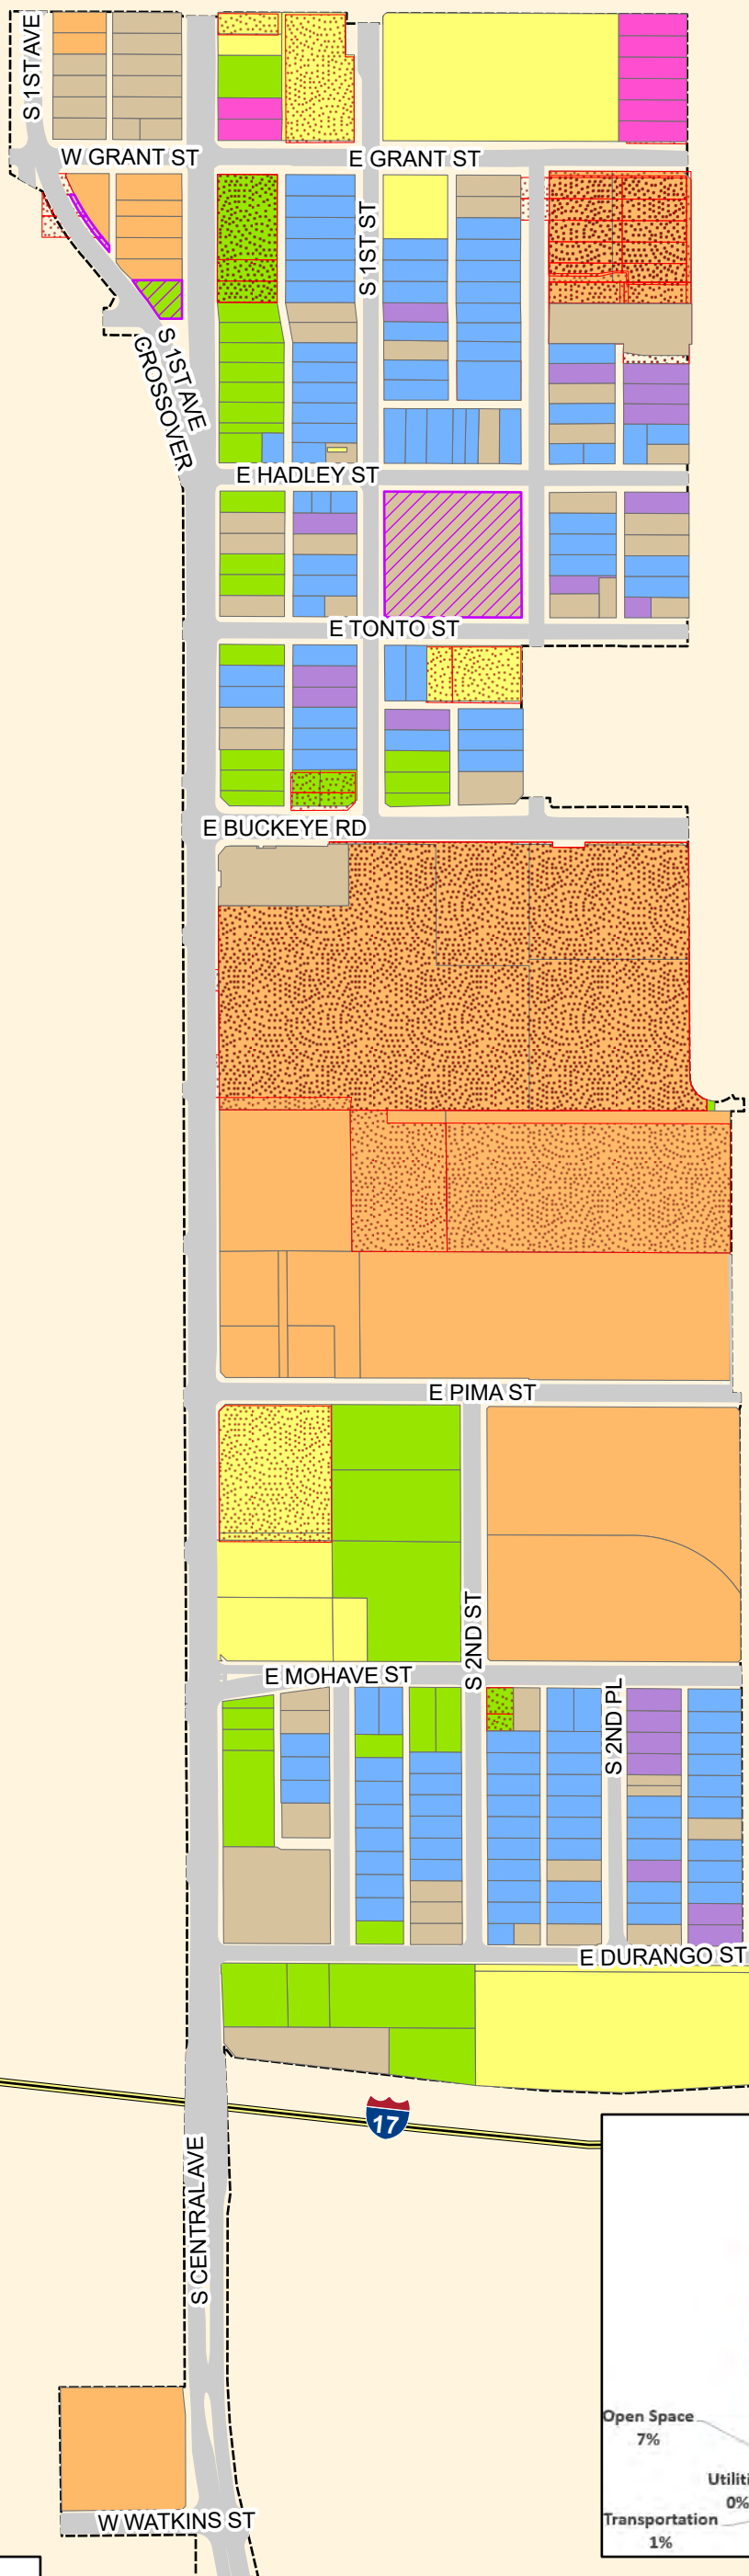 S 1ST AVE
W GRANT ST
E GRANT ST
S 1ST ST
S 1ST AVE
CROSSOVER
E HADLEY ST
E TONTO ST
E BUCKEYE RD
E PIMA ST
S 2ND ST
E MOHAVE ST
S 2ND PL
E DURANGO ST
17
S CENTRAL AVE
Open Space
7%
Utiliti
0%
Transportation
1%
W WATKINS ST